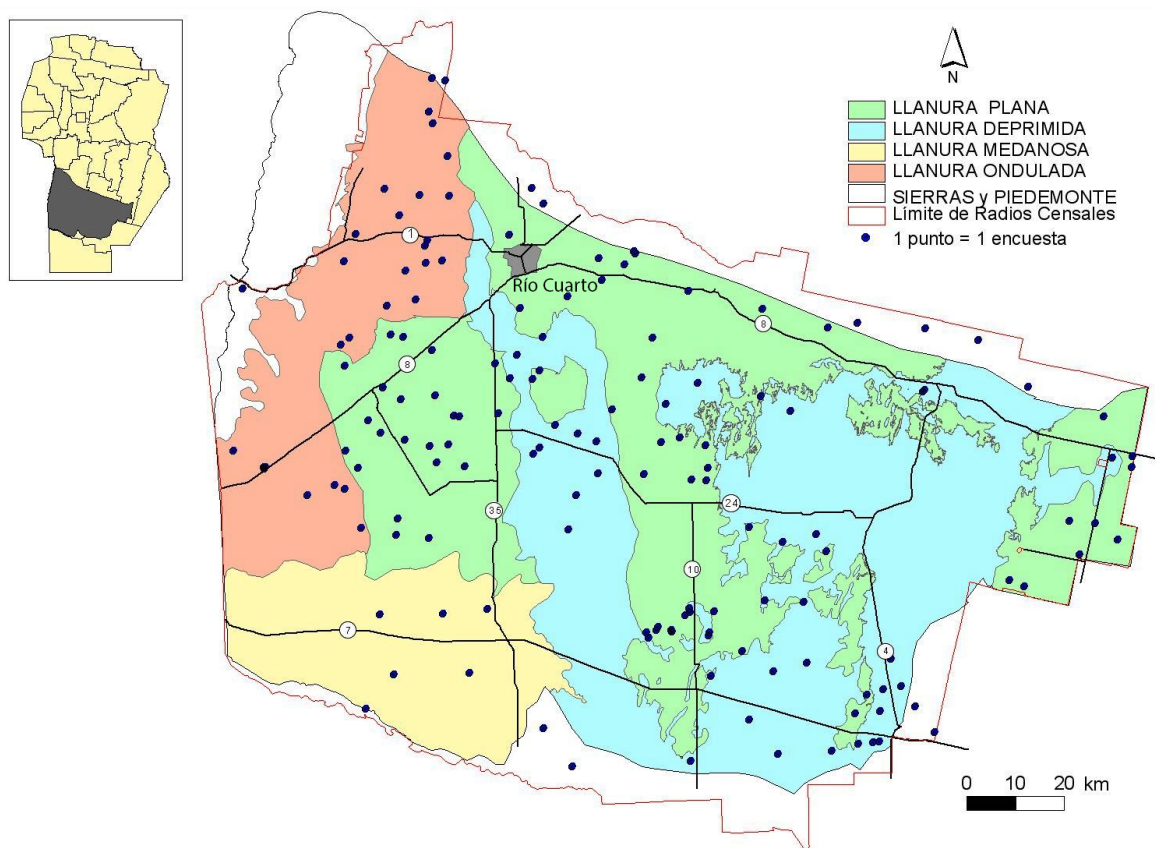 N
LLANURA PLANA
LLANURA DEPRIMIDA
LLANURA MEDANOSA
LLANURA ONDULADA
SIERRAS y PIEDEMONTE
Límite de Radios Censales
1 punto = 1 encuesta
1
Río Cuarto
8
8
35
24
10
7
4
0 10 20 km